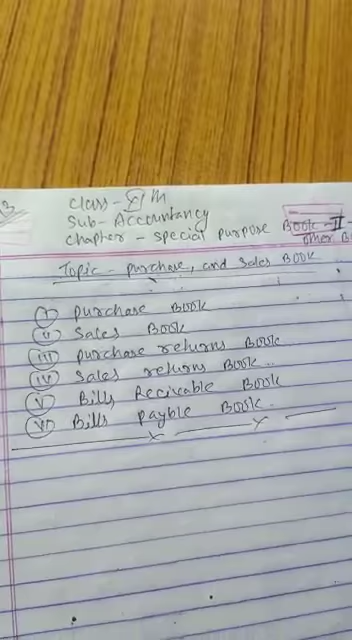 Class - XI M
Sub - Accountancy
Chapter - Special Purpose Book - II
other B
Topic - purchase, and Sales Book
(i) purchase Book
(ii) Sales Book
(iii) purchase returns Book
(iv) Sales returns Book..
(v) Bills Recivable Book
(vi) Bills payble Book.